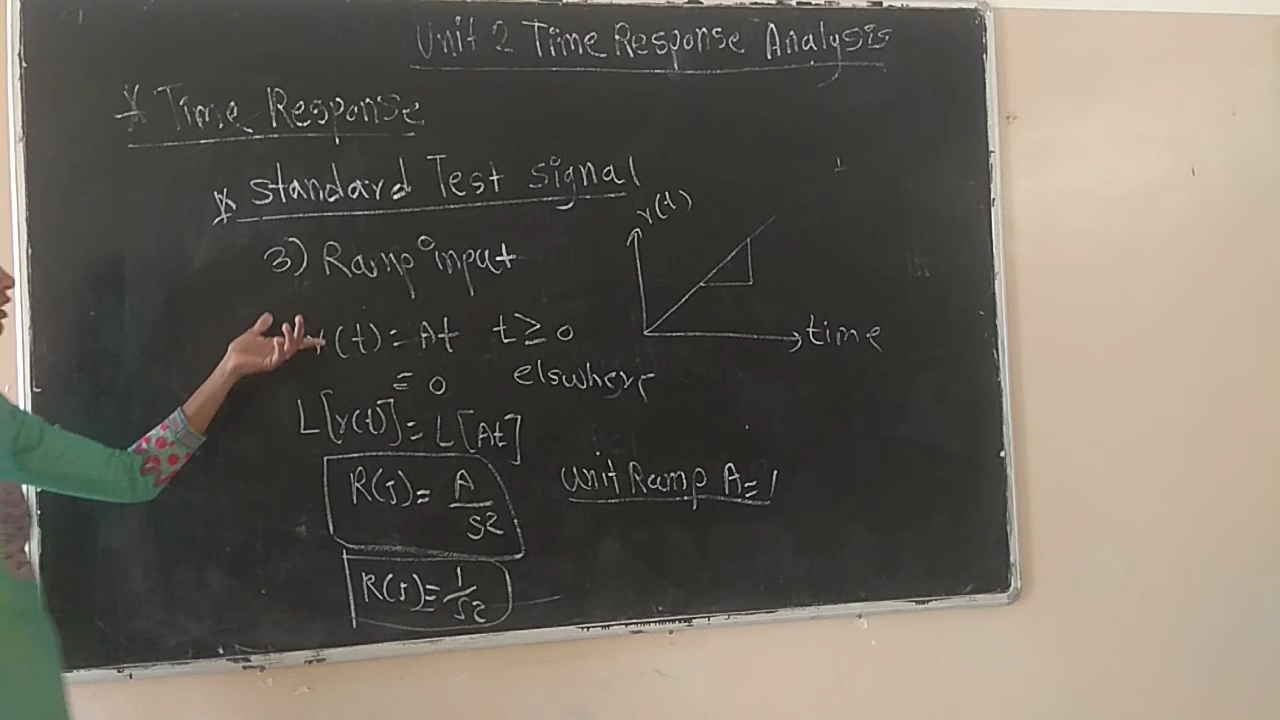 Unit 2 Time Response Analysis
* Time Response
* Standard Test signal
r(t)
3) Ramp input
r(t) = At t ≥ 0
time
= 0 elswhere
L[r(t)] = L[At]
R(s) = A/s2
Unit Ramp A = 1
R(s) = 1/s2